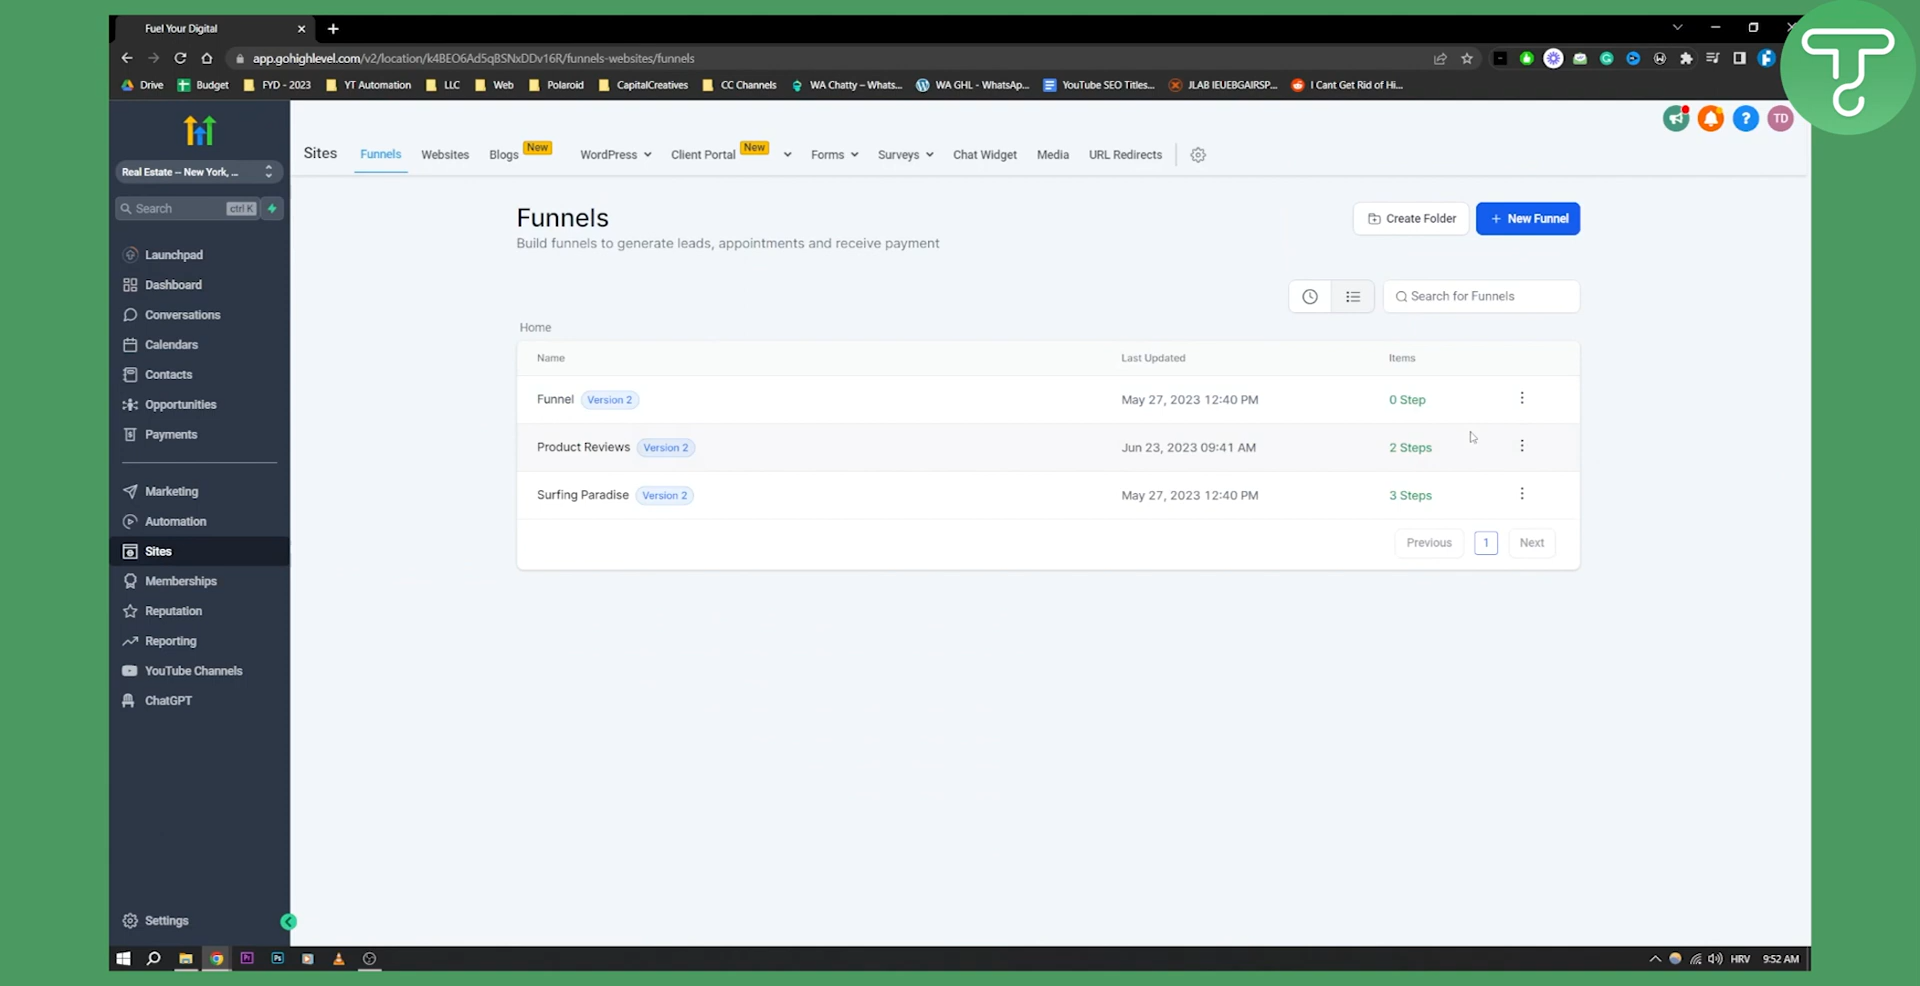 Fuel Your Digital
app.gohighlevel.com/v2/location/k4BEO6Ad5qBSNxDDv16R/funnels-websites/funnels
Drive Budget FYD - 2023 YT Automation LLC Web Polaroid CapitalCreatives CC Channels WA Chatty – Whats... WA GHL - WhatsAp... YouTube SEO Titles... JLAB IEUEBGAIRSP... I Cant Get Rid of Hi...
TD
Sites Funnels Websites Blogs New WordPress Client Portal New Forms Surveys Chat Widget Media URL Redirects
Real Estate -- New York, ...
Search ctrl K
Launchpad
Dashboard
Conversations
Calendars
Contacts
Opportunities
Payments
Marketing
Automation
Sites
Memberships
Reputation
Reporting
YouTube Channels
ChatGPT
Settings
Funnels
Build funnels to generate leads, appointments and receive payment
Create Folder + New Funnel
Search for Funnels
Home
Name Last Updated Items
Funnel Version 2 May 27, 2023 12:40 PM 0 Step
Product Reviews Version 2 Jun 23, 2023 09:41 AM 2 Steps
Surfing Paradise Version 2 May 27, 2023 12:40 PM 3 Steps
Previous 1 Next
Pr Ps
HRV 9:52 AM